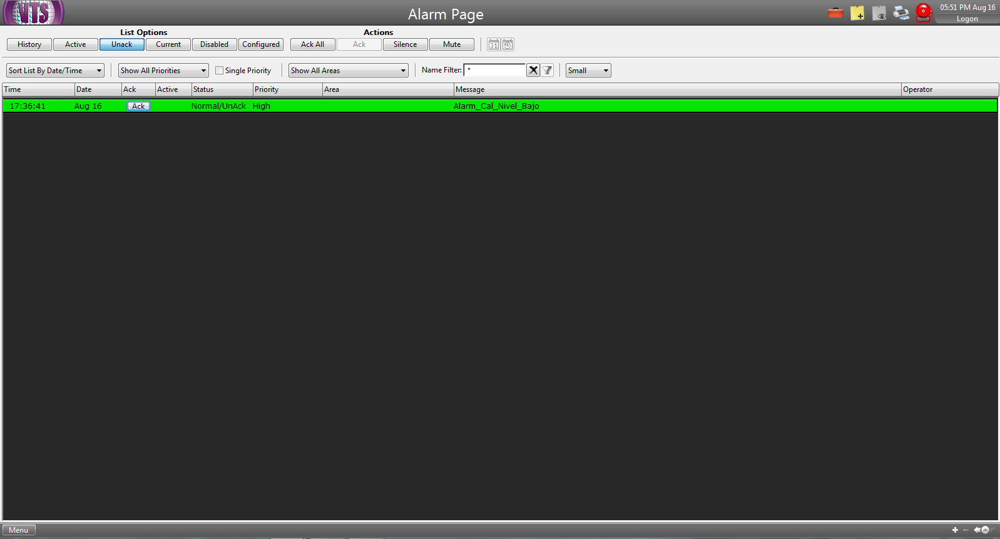 VTS
Alarm Page
05:51 PM Aug 16
Logon
List Options
Actions
History Active Unack Current Disabled Configured Ack All Ack Silence Mute 31
Sort List By Date/Time Show All Priorities Single Priority Show All Areas Name Filter: * Small
Time Date Ack Active Status Priority Area Message Operator
17:36:41 Aug 16 Ack Normal/UnAck High Alarm_Cal_Nivel_Bajo
Menu